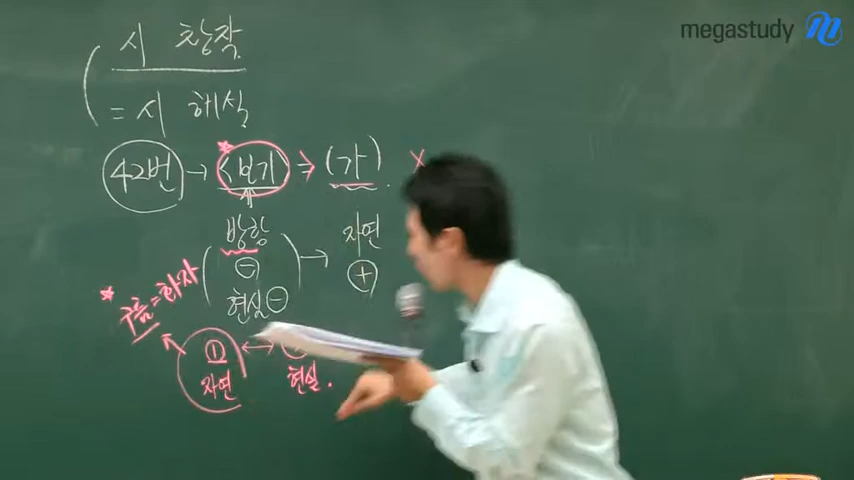 megastudy
시 창작
= 시 해석
42번 → <보기> ⇒ (가) ×
방향 자연
⊖ → ⊕
현실 ⊖
* 구름 = 화자
① ↔
자연 현실.